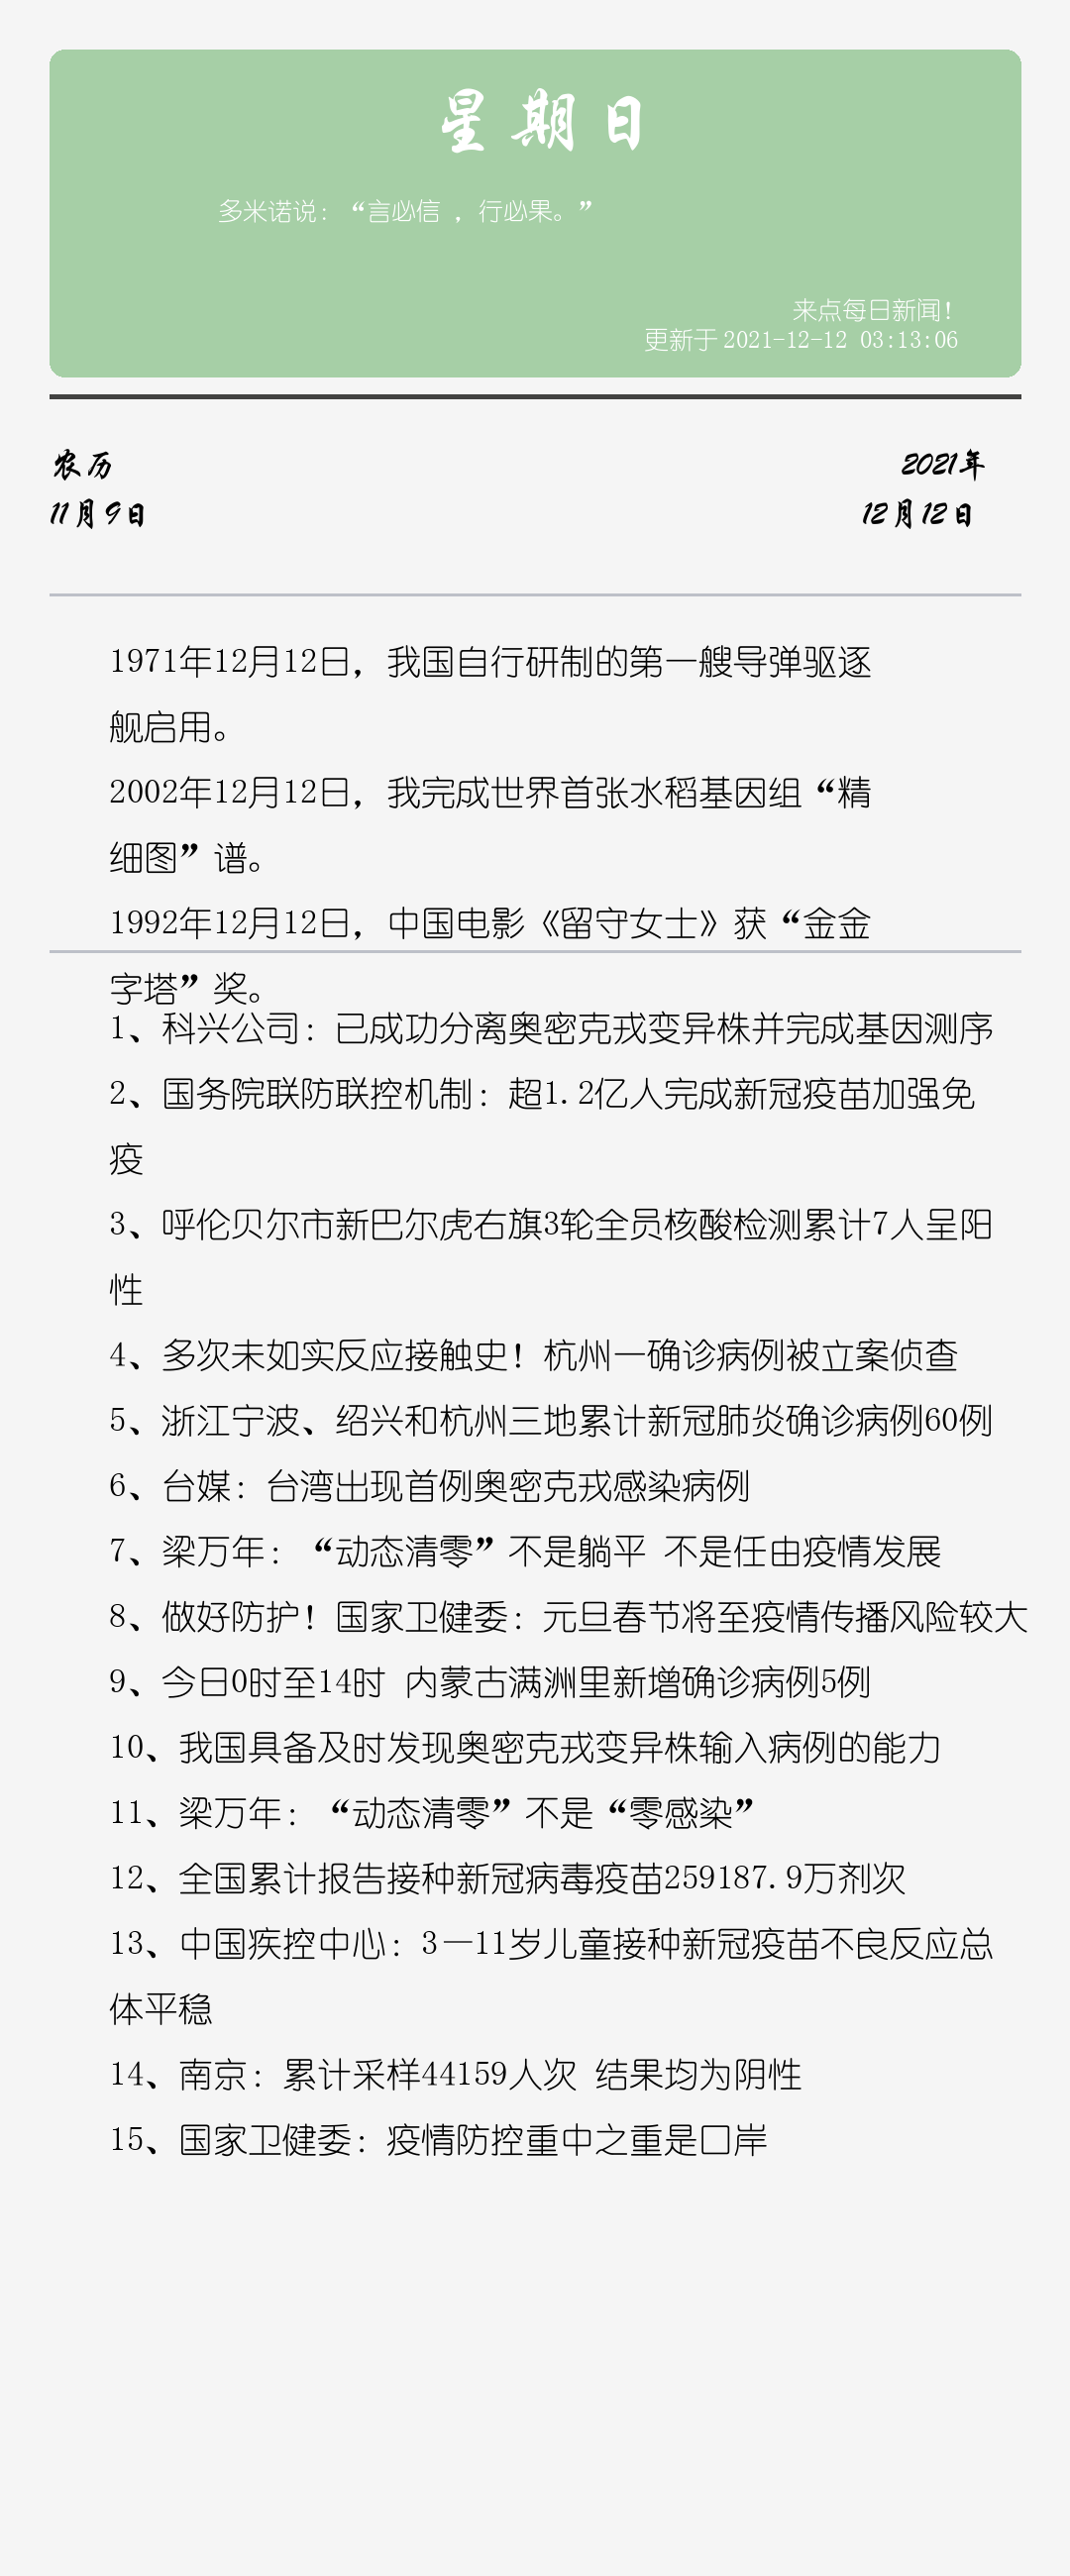 星期日
多米诺说：“言必信 ，行必果。”
来点每日新闻！
更新于 2021-12-12 03:13:06
农历
11月9日
2021年
12月12日
1971年12月12日，我国自行研制的第一艘导弹驱逐
舰启用。
2002年12月12日，我完成世界首张水稻基因组“精
细图”谱。
1992年12月12日，中国电影《留守女士》获“金金
字塔”奖。
1、科兴公司：已成功分离奥密克戎变异株并完成基因测序
2、国务院联防联控机制：超1.2亿人完成新冠疫苗加强免
疫
3、呼伦贝尔市新巴尔虎右旗3轮全员核酸检测累计7人呈阳
性
4、多次未如实反应接触史！杭州一确诊病例被立案侦查
5、浙江宁波、绍兴和杭州三地累计新冠肺炎确诊病例60例
6、台媒：台湾出现首例奥密克戎感染病例
7、梁万年：“动态清零”不是躺平 不是任由疫情发展
8、做好防护！国家卫健委：元旦春节将至疫情传播风险较大
9、今日0时至14时 内蒙古满洲里新增确诊病例5例
10、我国具备及时发现奥密克戎变异株输入病例的能力
11、梁万年：“动态清零”不是“零感染”
12、全国累计报告接种新冠病毒疫苗259187.9万剂次
13、中国疾控中心：3—11岁儿童接种新冠疫苗不良反应总
体平稳
14、南京：累计采样44159人次 结果均为阴性
15、国家卫健委：疫情防控重中之重是口岸